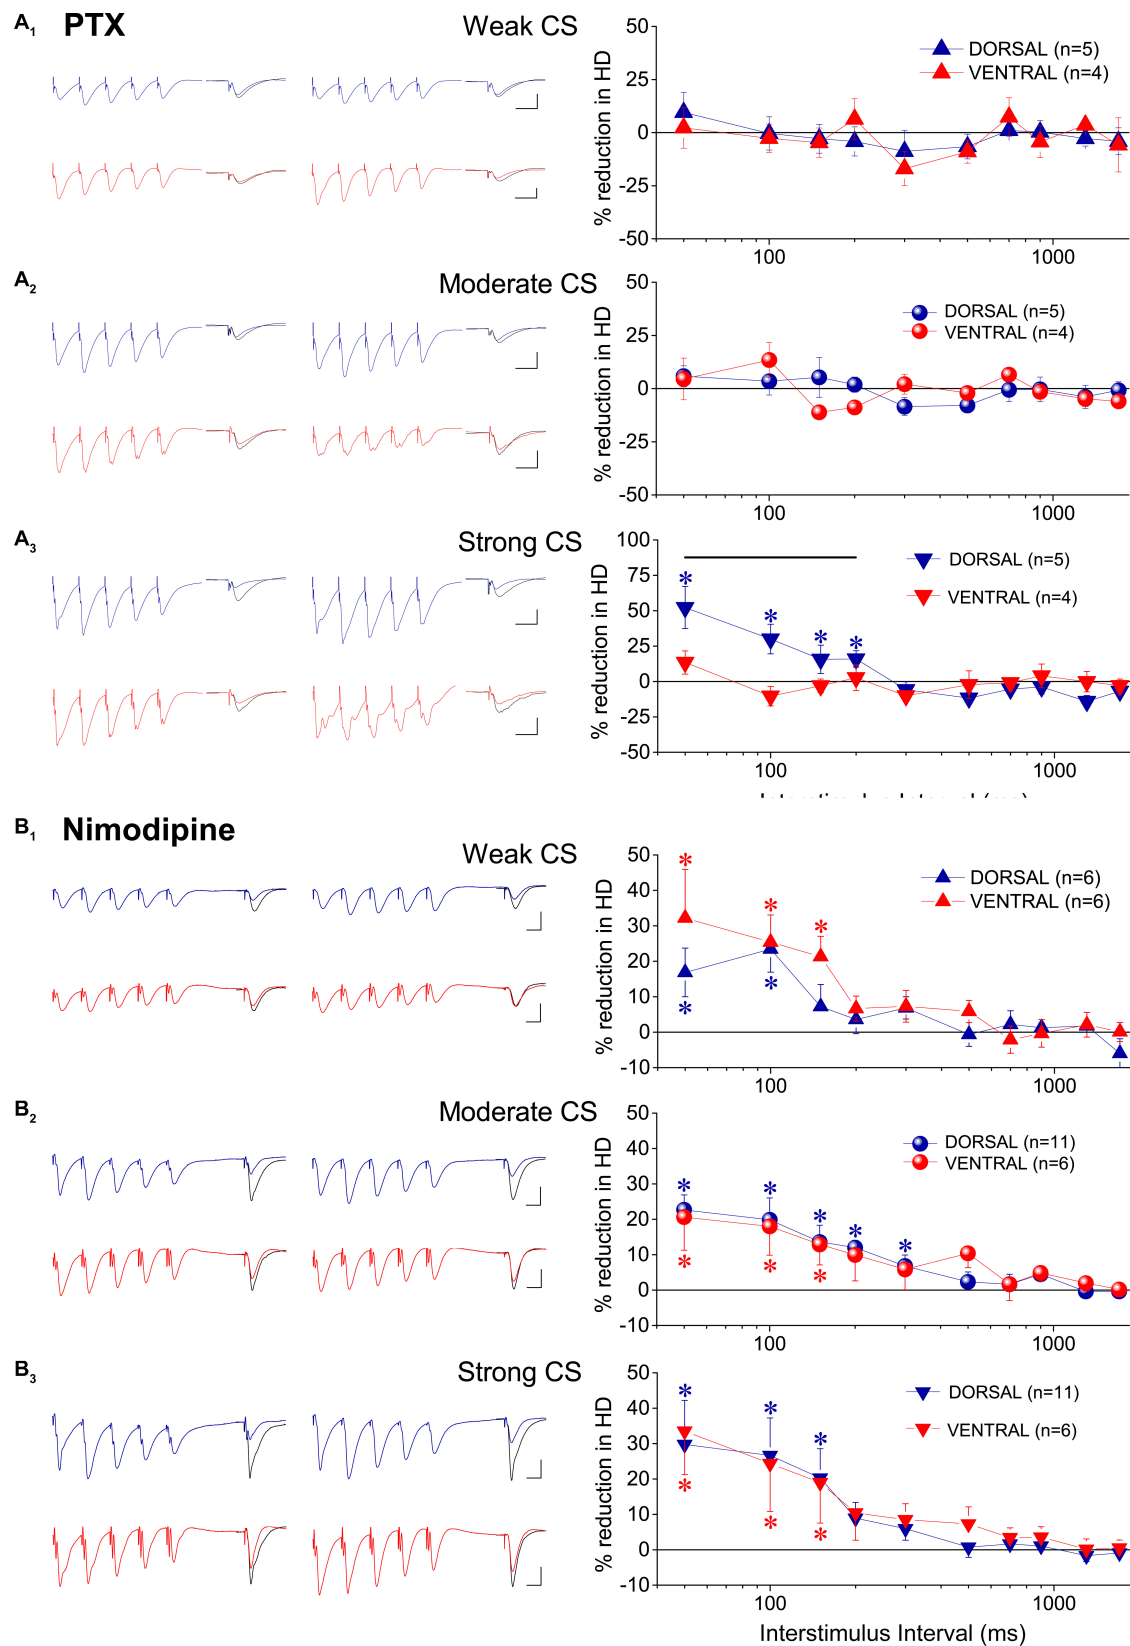 A1 PTX
Weak CS
50
25
0
-25
-50
% reduction in HD
DORSAL (n=5)
VENTRAL (n=4)
100
1000
A2
Moderate CS
50
25
0
-25
-50
% reduction in HD
DORSAL (n=5)
VENTRAL (n=4)
100
1000
A3
Strong CS
100
75
50
25
0
-25
-50
% reduction in HD
DORSAL (n=5)
VENTRAL (n=4)
*
*
*
*
100
1000
B1 Nimodipine
Weak CS
50
40
30
20
10
0
-10
% reduction in HD
DORSAL (n=6)
VENTRAL (n=6)
*
*
*
*
*
100
1000
B2
Moderate CS
50
40
30
20
10
0
-10
% reduction in HD
DORSAL (n=11)
VENTRAL (n=6)
*
*
*
*
*
*
*
*
100
1000
B3
Strong CS
50
40
30
20
10
0
-10
% reduction in HD
DORSAL (n=11)
VENTRAL (n=6)
*
*
*
*
*
*
100
1000
Interstimulus Interval (ms)